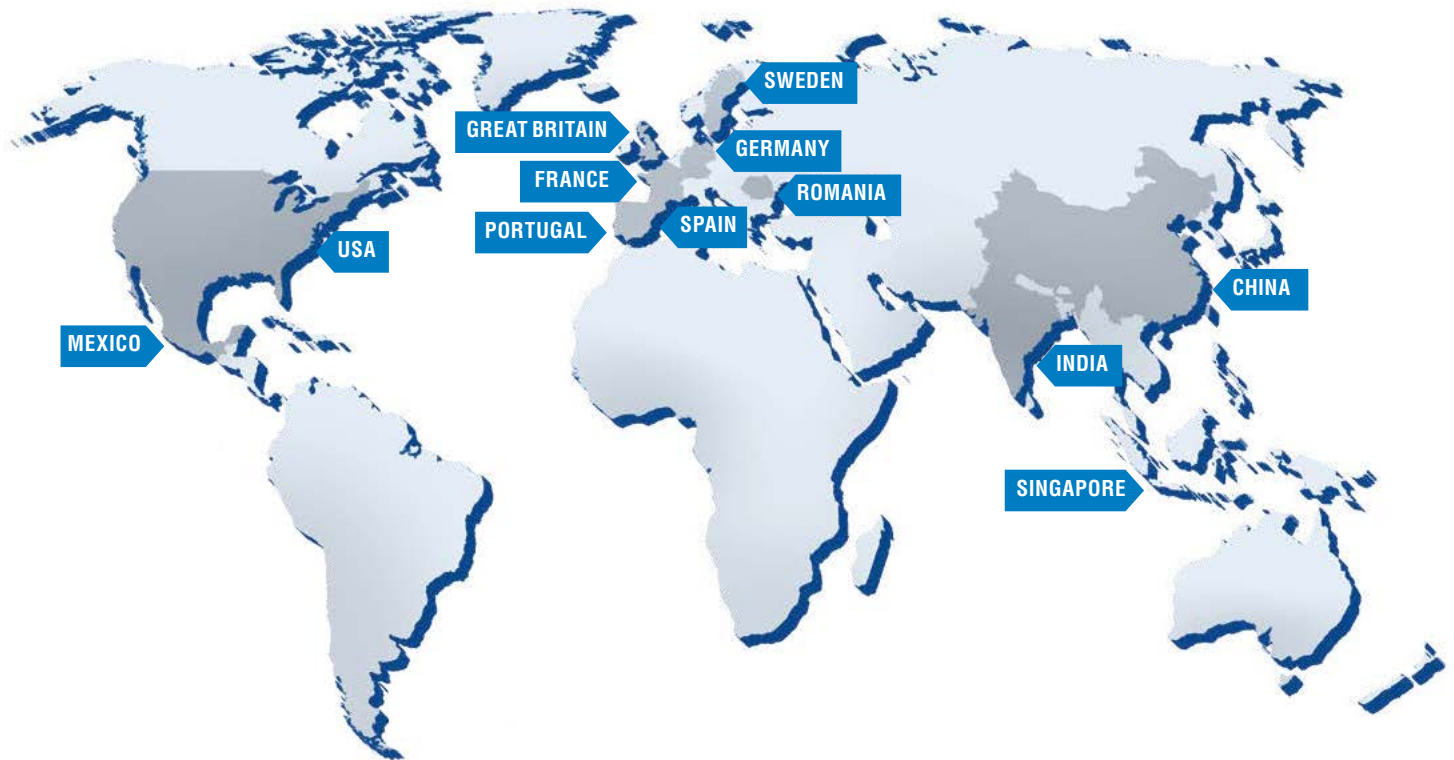 SWEDEN
GREAT BRITAIN
GERMANY
FRANCE
ROMANIA
PORTUGAL
SPAIN
USA
CHINA
MEXICO
INDIA
SINGAPORE